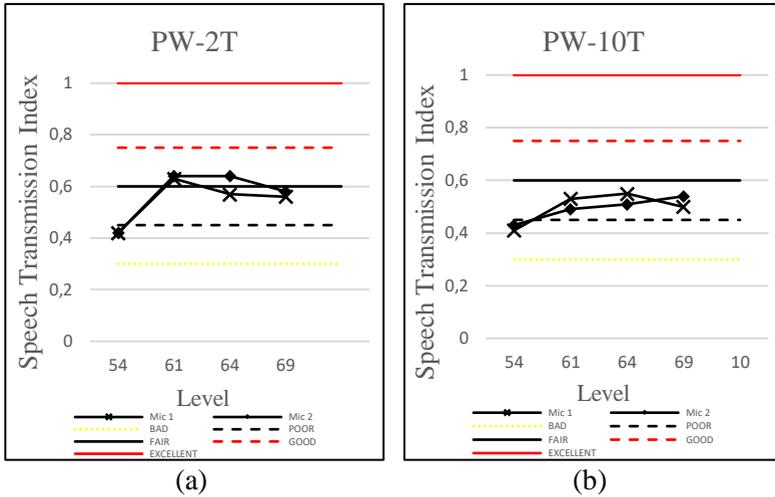 PW-2T
Speech Transmission Index
1
0,8
0,6
0,4
0,2
0
54 61 64 69
Level
Mic 1 Mic 2
BAD POOR
FAIR GOOD
EXCELLENT
(a)
PW-10T
Speech Transmission Index
1
0,8
0,6
0,4
0,2
0
54 61 64 69 10
Level
Mic 1 Mic 2
BAD POOR
FAIR GOOD
EXCELLENT
(b)